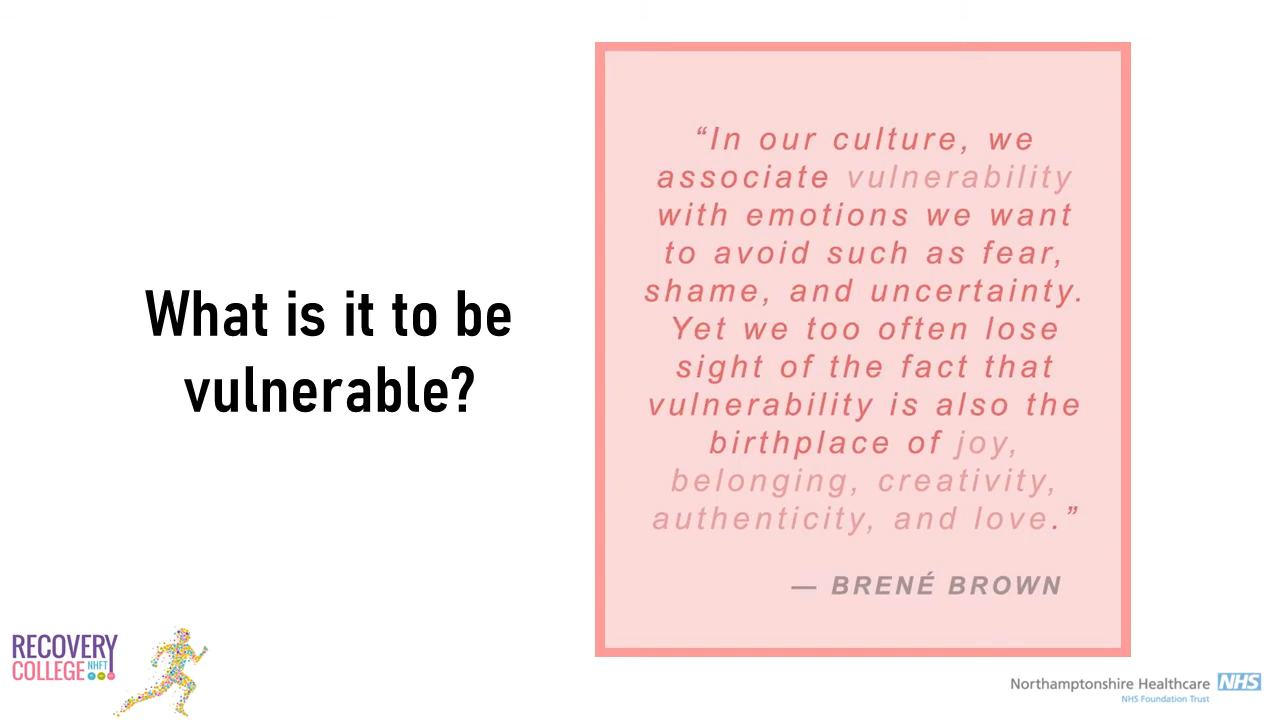 What is it to be
vulnerable?
“In our culture, we
associate vulnerability
with emotions we want
to avoid such as fear,
shame, and uncertainty.
Yet we too often lose
sight of the fact that
vulnerability is also the
birthplace of joy,
belonging, creativity,
authenticity, and love.”
— BRENÉ BROWN
RECOVERY
COLLEGE NHFT
Northamptonshire Healthcare NHS
NHS Foundation Trust